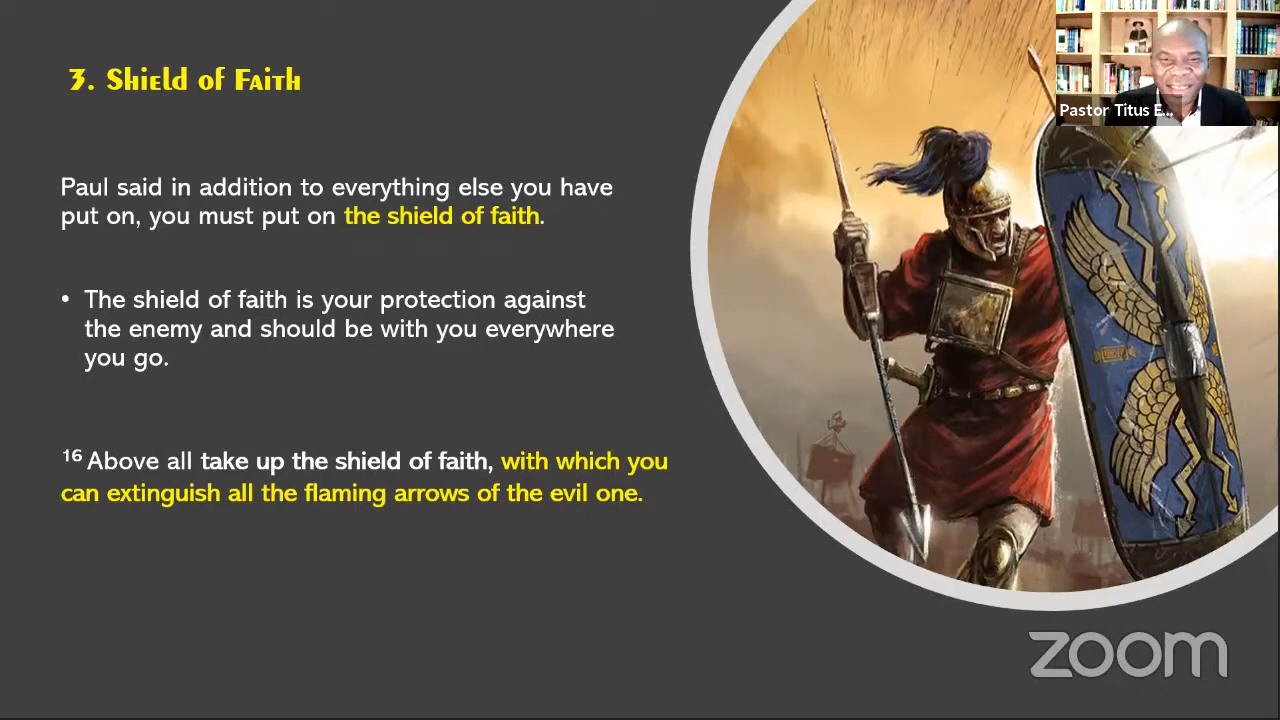 3. Shield of Faith
Pastor Titus E...
Paul said in addition to everything else you have
put on, you must put on the shield of faith.
• The shield of faith is your protection against
the enemy and should be with you everywhere
you go.
16 Above all take up the shield of faith, with which you
can extinguish all the flaming arrows of the evil one.
zoom